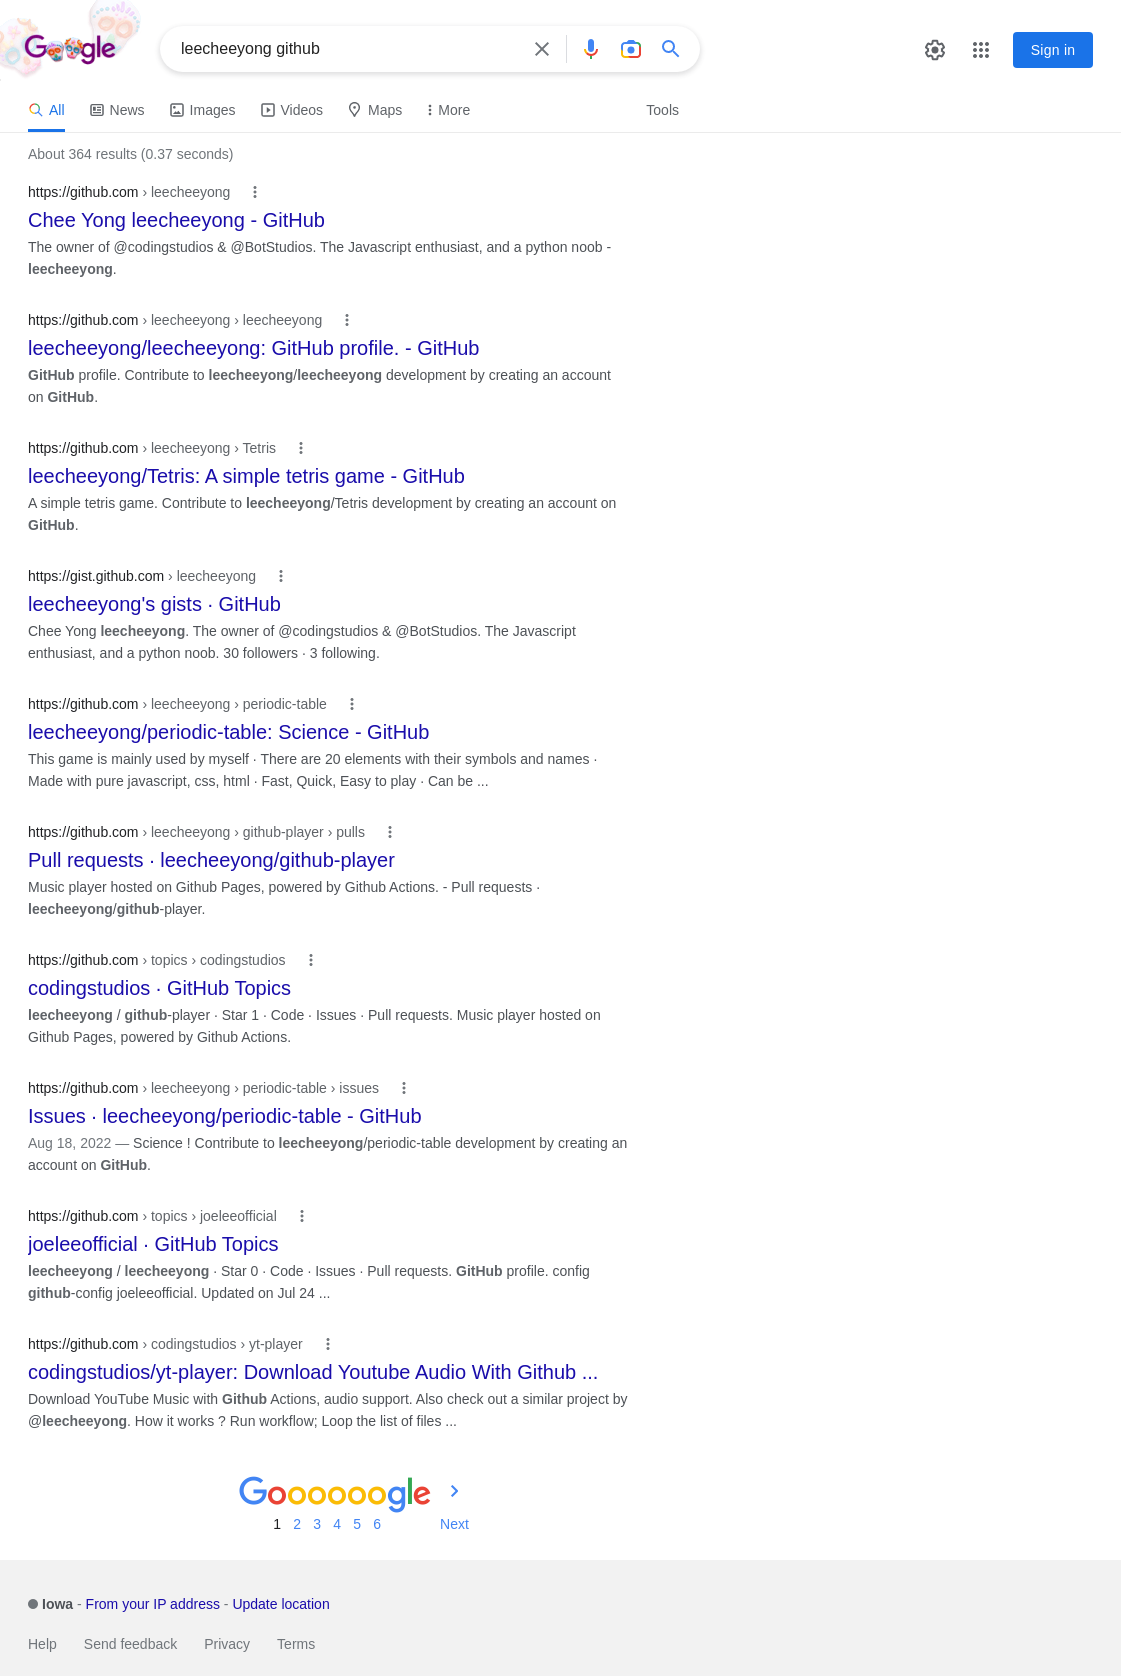 Google
leecheeyong github
Sign in
All News Images Videos Maps More Tools
About 364 results (0.37 seconds)
https://github.com › leecheeyong
Chee Yong leecheeyong - GitHub
The owner of @codingstudios & @BotStudios. The Javascript enthusiast, and a python noob -
leecheeyong.
https://github.com › leecheeyong › leecheeyong
leecheeyong/leecheeyong: GitHub profile. - GitHub
GitHub profile. Contribute to leecheeyong/leecheeyong development by creating an account
on GitHub.
https://github.com › leecheeyong › Tetris
leecheeyong/Tetris: A simple tetris game - GitHub
A simple tetris game. Contribute to leecheeyong/Tetris development by creating an account on
GitHub.
https://gist.github.com › leecheeyong
leecheeyong's gists · GitHub
Chee Yong leecheeyong. The owner of @codingstudios & @BotStudios. The Javascript
enthusiast, and a python noob. 30 followers · 3 following.
https://github.com › leecheeyong › periodic-table
leecheeyong/periodic-table: Science - GitHub
This game is mainly used by myself · There are 20 elements with their symbols and names ·
Made with pure javascript, css, html · Fast, Quick, Easy to play · Can be ...
https://github.com › leecheeyong › github-player › pulls
Pull requests · leecheeyong/github-player
Music player hosted on Github Pages, powered by Github Actions. - Pull requests ·
leecheeyong/github-player.
https://github.com › topics › codingstudios
codingstudios · GitHub Topics
leecheeyong / github-player · Star 1 · Code · Issues · Pull requests. Music player hosted on
Github Pages, powered by Github Actions.
https://github.com › leecheeyong › periodic-table › issues
Issues · leecheeyong/periodic-table - GitHub
Aug 18, 2022 — Science ! Contribute to leecheeyong/periodic-table development by creating an
account on GitHub.
https://github.com › topics › joeleeofficial
joeleeofficial · GitHub Topics
leecheeyong / leecheeyong · Star 0 · Code · Issues · Pull requests. GitHub profile. config
github-config joeleeofficial. Updated on Jul 24 ...
https://github.com › codingstudios › yt-player
codingstudios/yt-player: Download Youtube Audio With Github ...
Download YouTube Music with Github Actions, audio support. Also check out a similar project by
@leecheeyong. How it works ? Run workflow; Loop the list of files ...
Goooooogle
1 2 3 4 5 6 Next
Iowa - From your IP address - Update location
Help Send feedback Privacy Terms